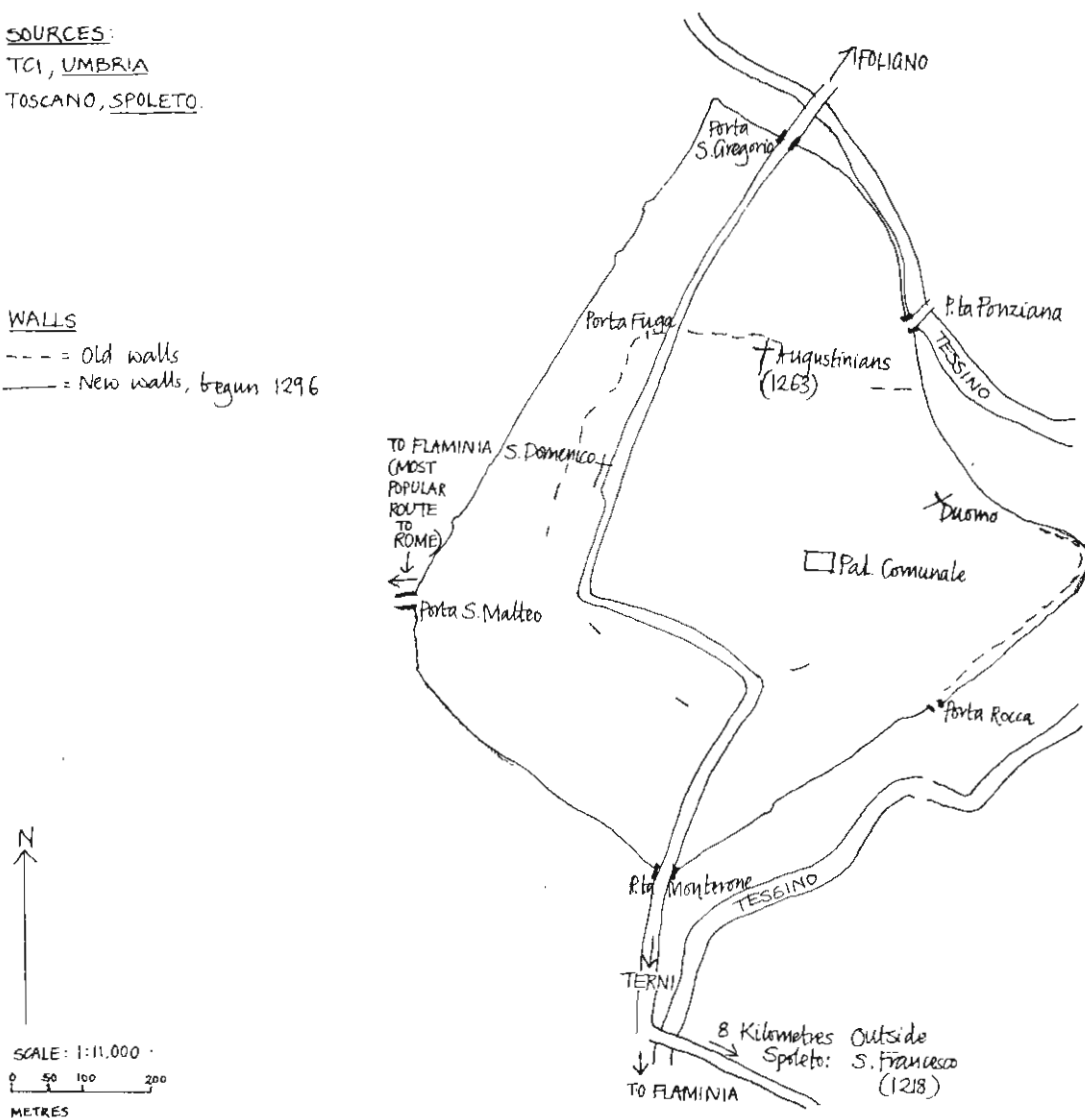 SOURCES:
TCI, UMBRIA
TOSCANO, SPOLETO.
FOLIGNO
Porta
S.Gregorio
WALLS
---- = Old walls
—— = New walls, begun 1296
Porta Fuga
P.ta Ponziana
TESSINO
Augustinians
(1263)
TO FLAMINIA
(MOST
POPULAR
ROUTE
TO
ROME)
S. Domenico
Duomo
Pal. Comunale
Porta S. Matteo
Porta Rocca
P.ta Monterone
TESSINO
TERNI
N
8 Kilometres Outside
Spoleto: S. Francesco
(1218)
TO FLAMINIA
SCALE: 1:11,000
0 50 100 200
METRES